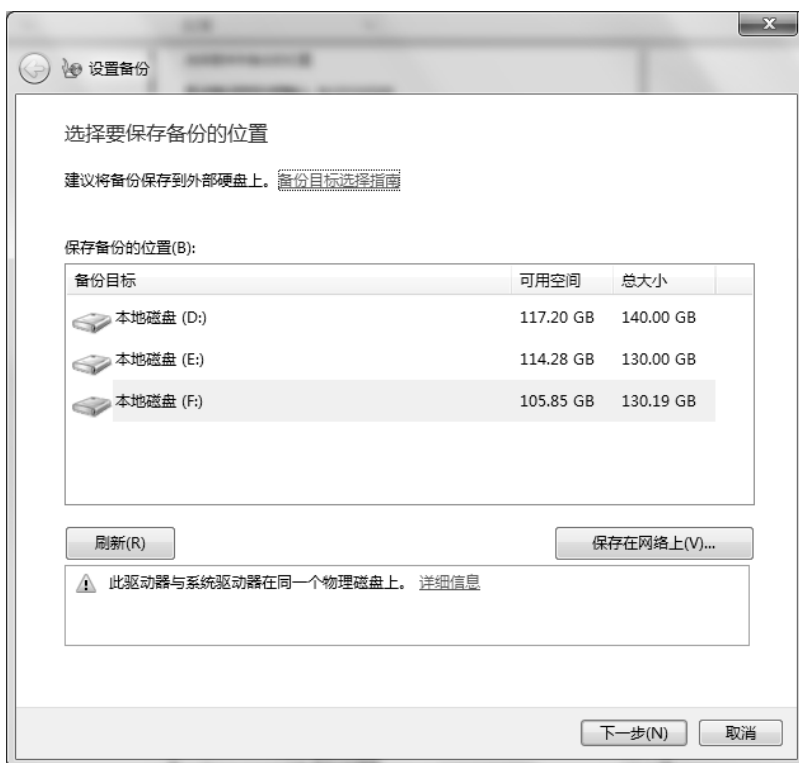 设置备份
选择要保存备份的位置
建议将备份保存到外部硬盘上。备份目标选择指南
保存备份的位置(B):
备份目标 可用空间 总大小
本地磁盘 (D:) 117.20 GB 140.00 GB
本地磁盘 (E:) 114.28 GB 130.00 GB
本地磁盘 (F:) 105.85 GB 130.19 GB
刷新(R) 保存在网络上(V)...
此驱动器与系统驱动器在同一个物理磁盘上。 详细信息
下一步(N) 取消